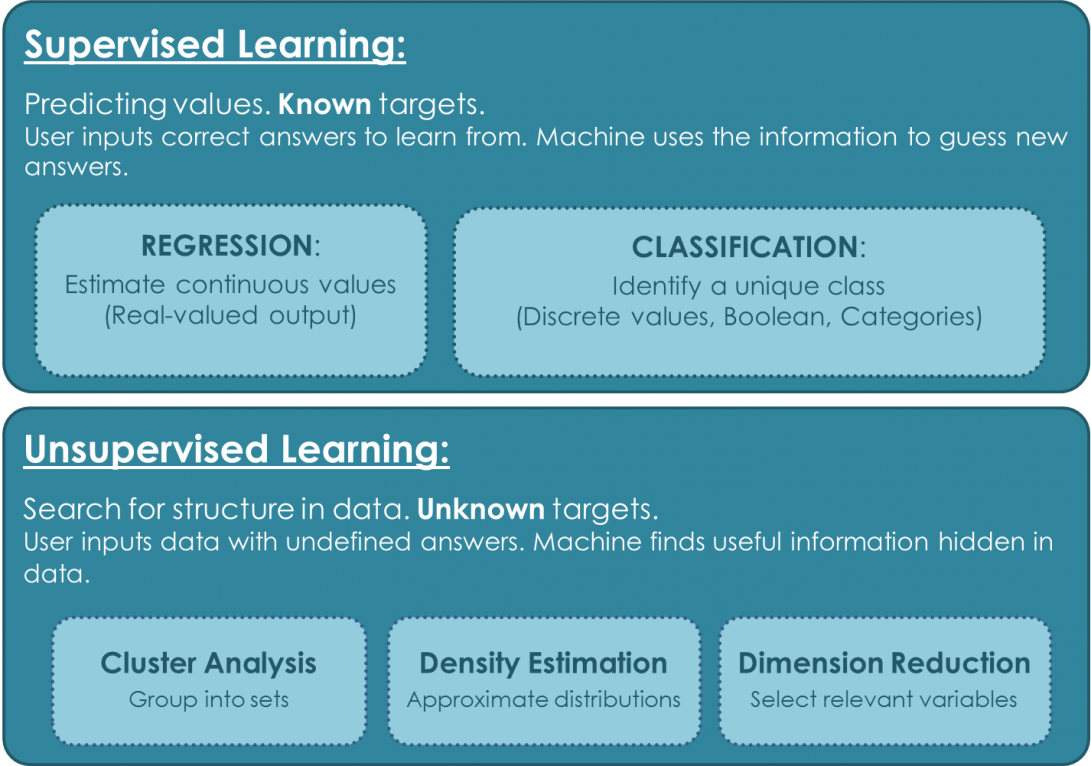 Supervised Learning:
Predicting values. Known targets.
User inputs correct answers to learn from. Machine uses the information to guess new
answers.
REGRESSION:
Estimate continuous values
(Real-valued output)
CLASSIFICATION:
Identify a unique class
(Discrete values, Boolean, Categories)
Unsupervised Learning:
Search for structure in data. Unknown targets.
User inputs data with undefined answers. Machine finds useful information hidden in
data.
Cluster Analysis
Group into sets
Density Estimation
Approximate distributions
Dimension Reduction
Select relevant variables